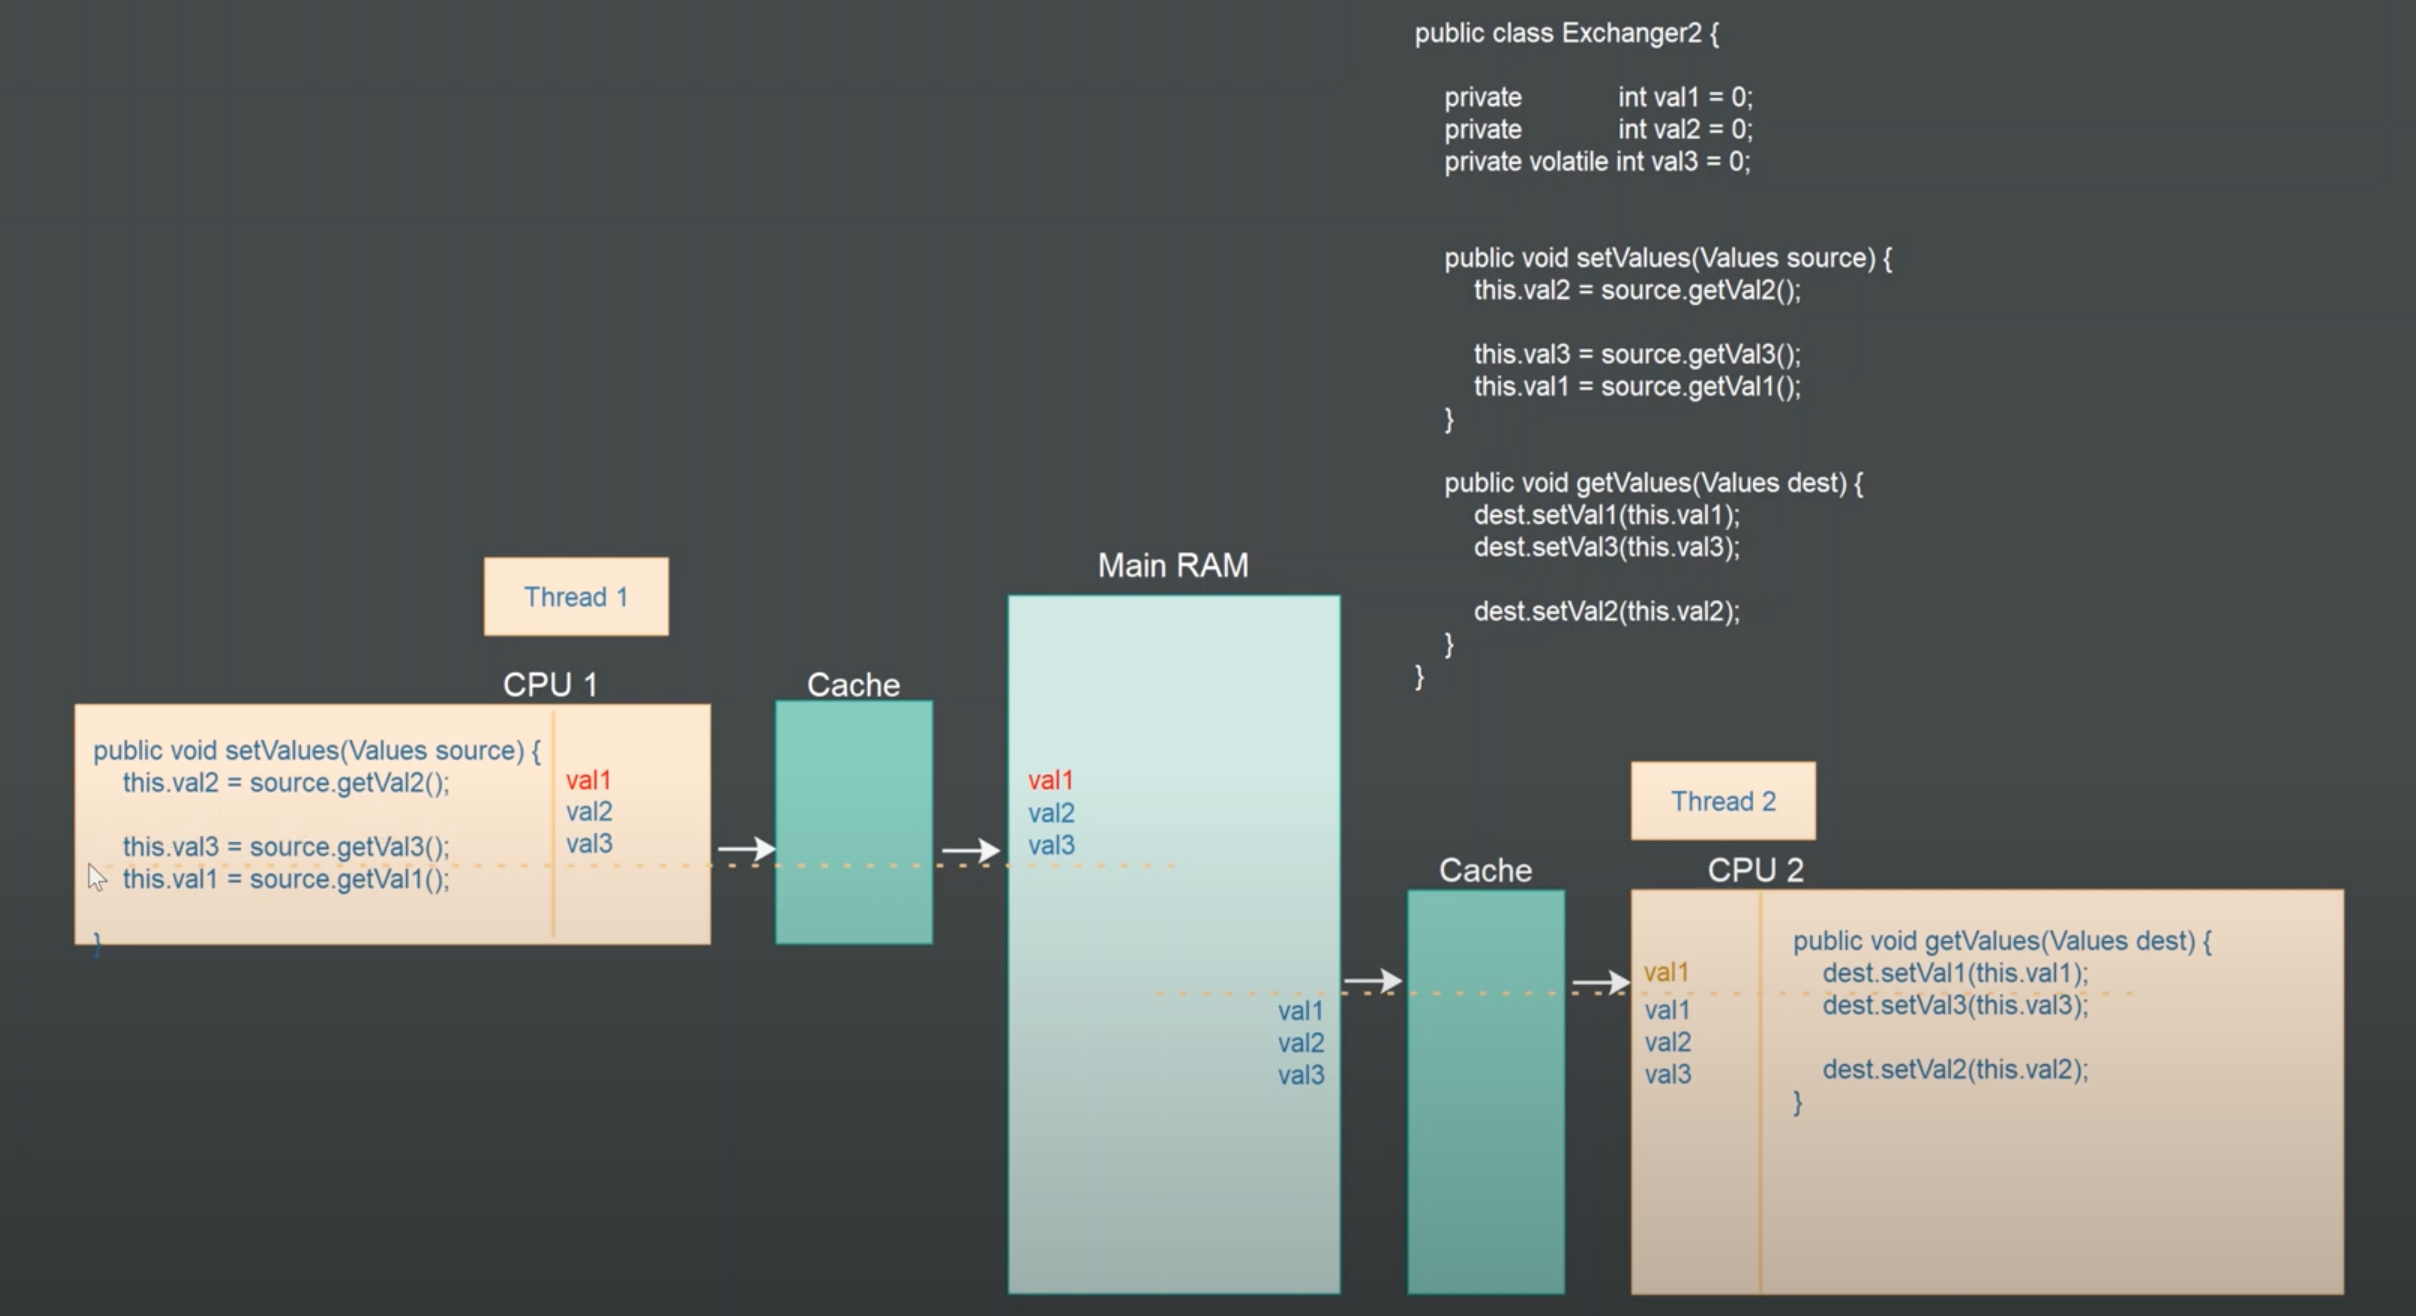 public class Exchanger2 {
private int val1 = 0;
private int val2 = 0;
private volatile int val3 = 0;
public void setValues(Values source) {
this.val2 = source.getVal2();
this.val3 = source.getVal3();
this.val1 = source.getVal1();
}
public void getValues(Values dest) {
dest.setVal1(this.val1);
dest.setVal3(this.val3);
dest.setVal2(this.val2);
}
}
Thread 1
CPU 1
public void setValues(Values source) {
this.val2 = source.getVal2();
this.val3 = source.getVal3();
this.val1 = source.getVal1();
}
val1
val2
val3
Cache
Main RAM
val1
val2
val3
val1
val2
val3
Cache
Thread 2
CPU 2
val1
val1
val2
val3
public void getValues(Values dest) {
dest.setVal1(this.val1);
dest.setVal3(this.val3);
dest.setVal2(this.val2);
}